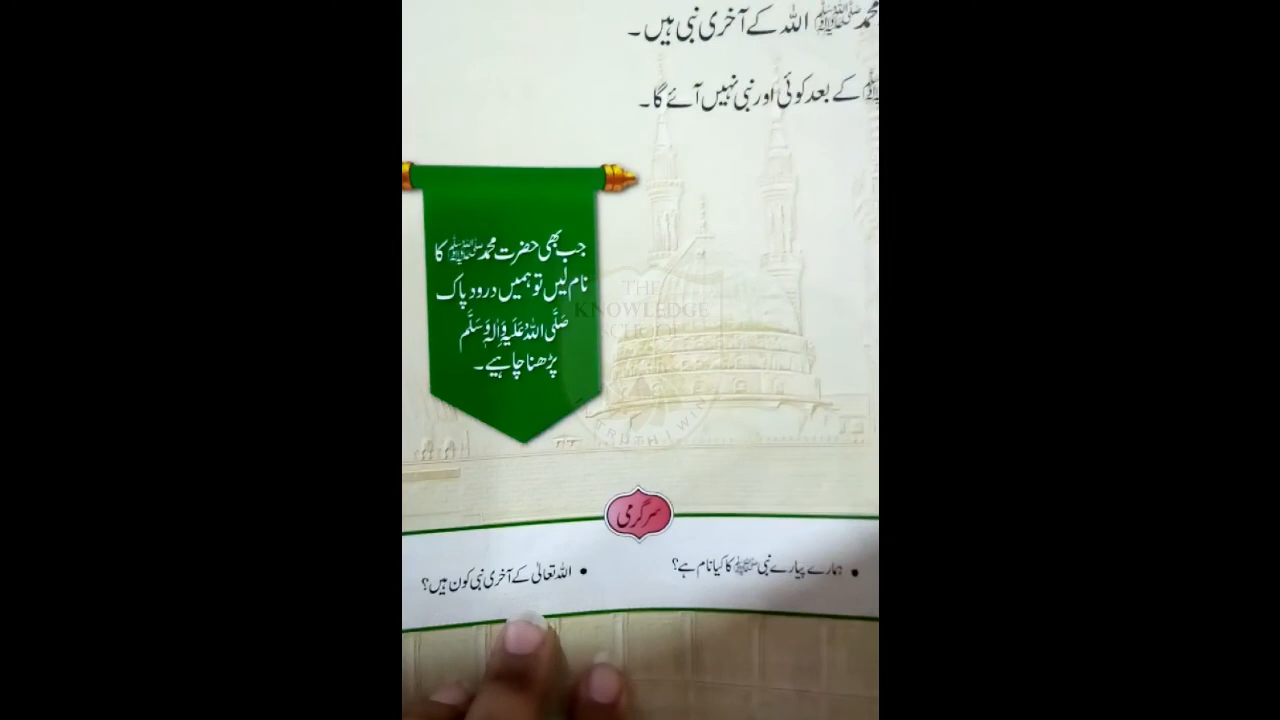 محمد ﷺ اللہ کے آخری نبی ہیں۔
ﷺ کے بعد کوئی اور نبی نہیں آئے گا۔
جب بھی حضرت محمد ﷺ کا
نام لیں تو ہمیں درود پاک
صَلَّی اللہُ عَلَیْہِ وَاٰلِہٖ وَسَلَّم
پڑھنا چاہیے۔
THE
KNOWLEDGE
SCHOOL
TRUTH WIN
سرگرمی
• ہمارے پیارے نبی ﷺ کا کیا نام ہے؟
• اللہ تعالیٰ کے آخری نبی کون ہیں؟